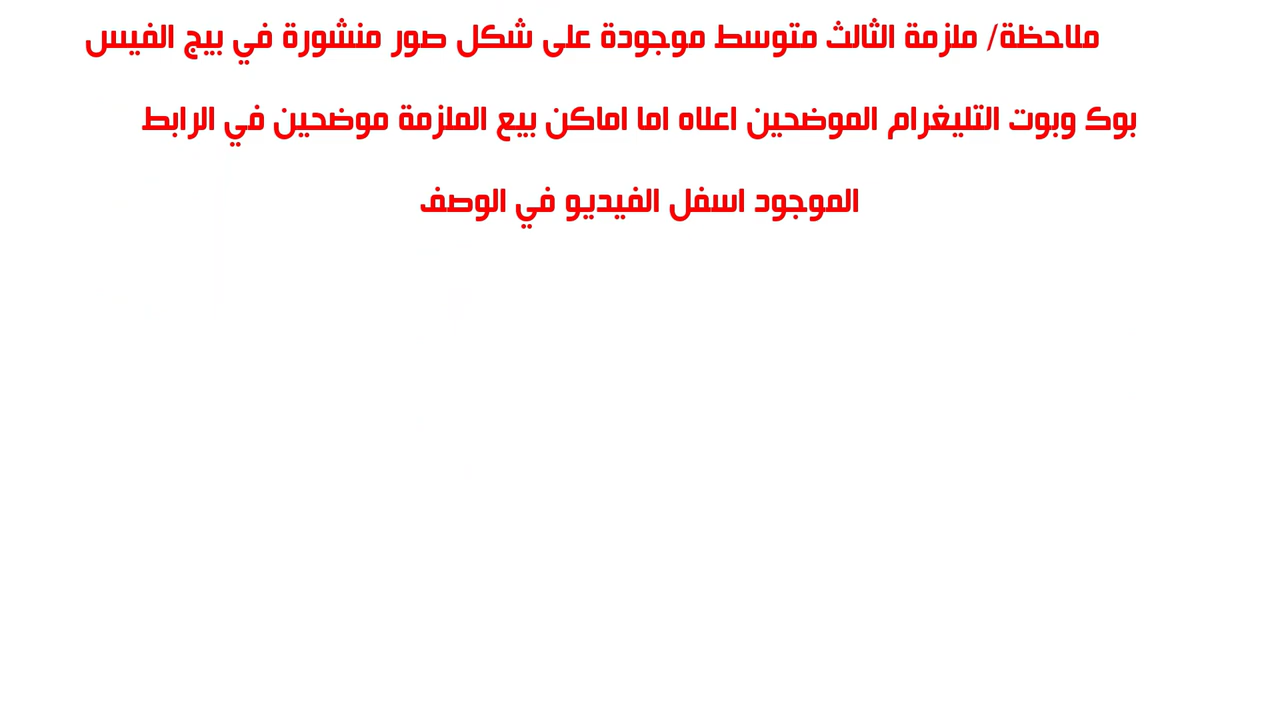 ملاحظة/ ملزمة الثالث متوسط موجودة على شكل صور منشورة في بيج الفيس
بوك وبوت التليغرام الموضحين اعلاه اما اماكن بيع الملزمة موضحين في الرابط
الموجود اسفل الفيديو في الوصف